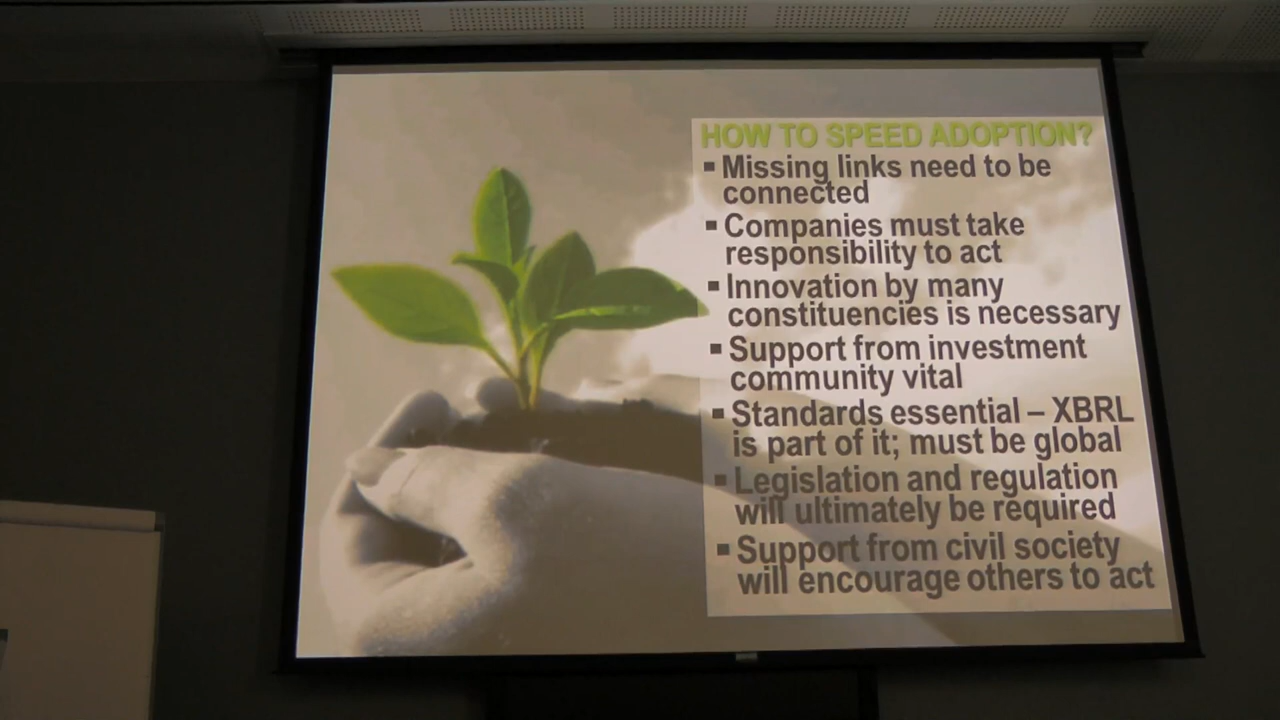 HOW TO SPEED ADOPTION?
▪ Missing links need to be
connected
▪ Companies must take
responsibility to act
▪ Innovation by many
constituencies is necessary
▪ Support from investment
community vital
▪ Standards essential – XBRL
is part of it; must be global
▪ Legislation and regulation
will ultimately be required
▪ Support from civil society
will encourage others to act